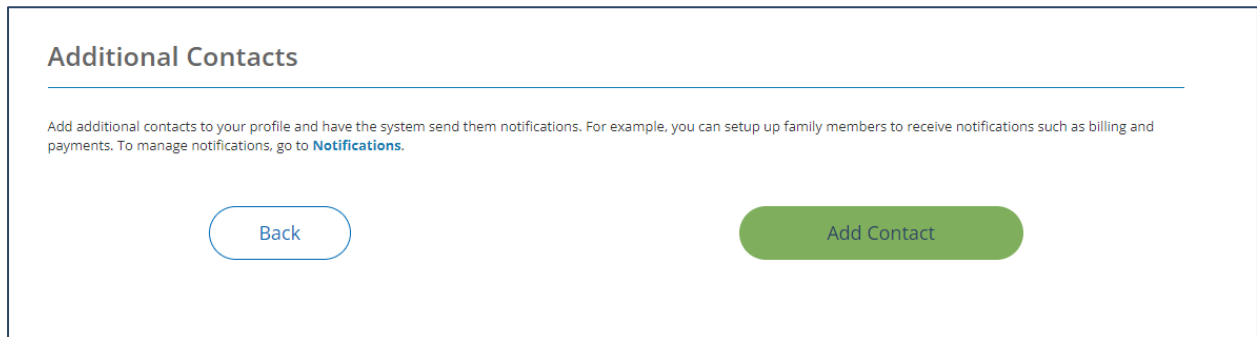 Additional Contacts
Add additional contacts to your profile and have the system send them notifications. For example, you can setup up family members to receive notifications such as billing and
payments. To manage notifications, go to Notifications.
Back
Add Contact